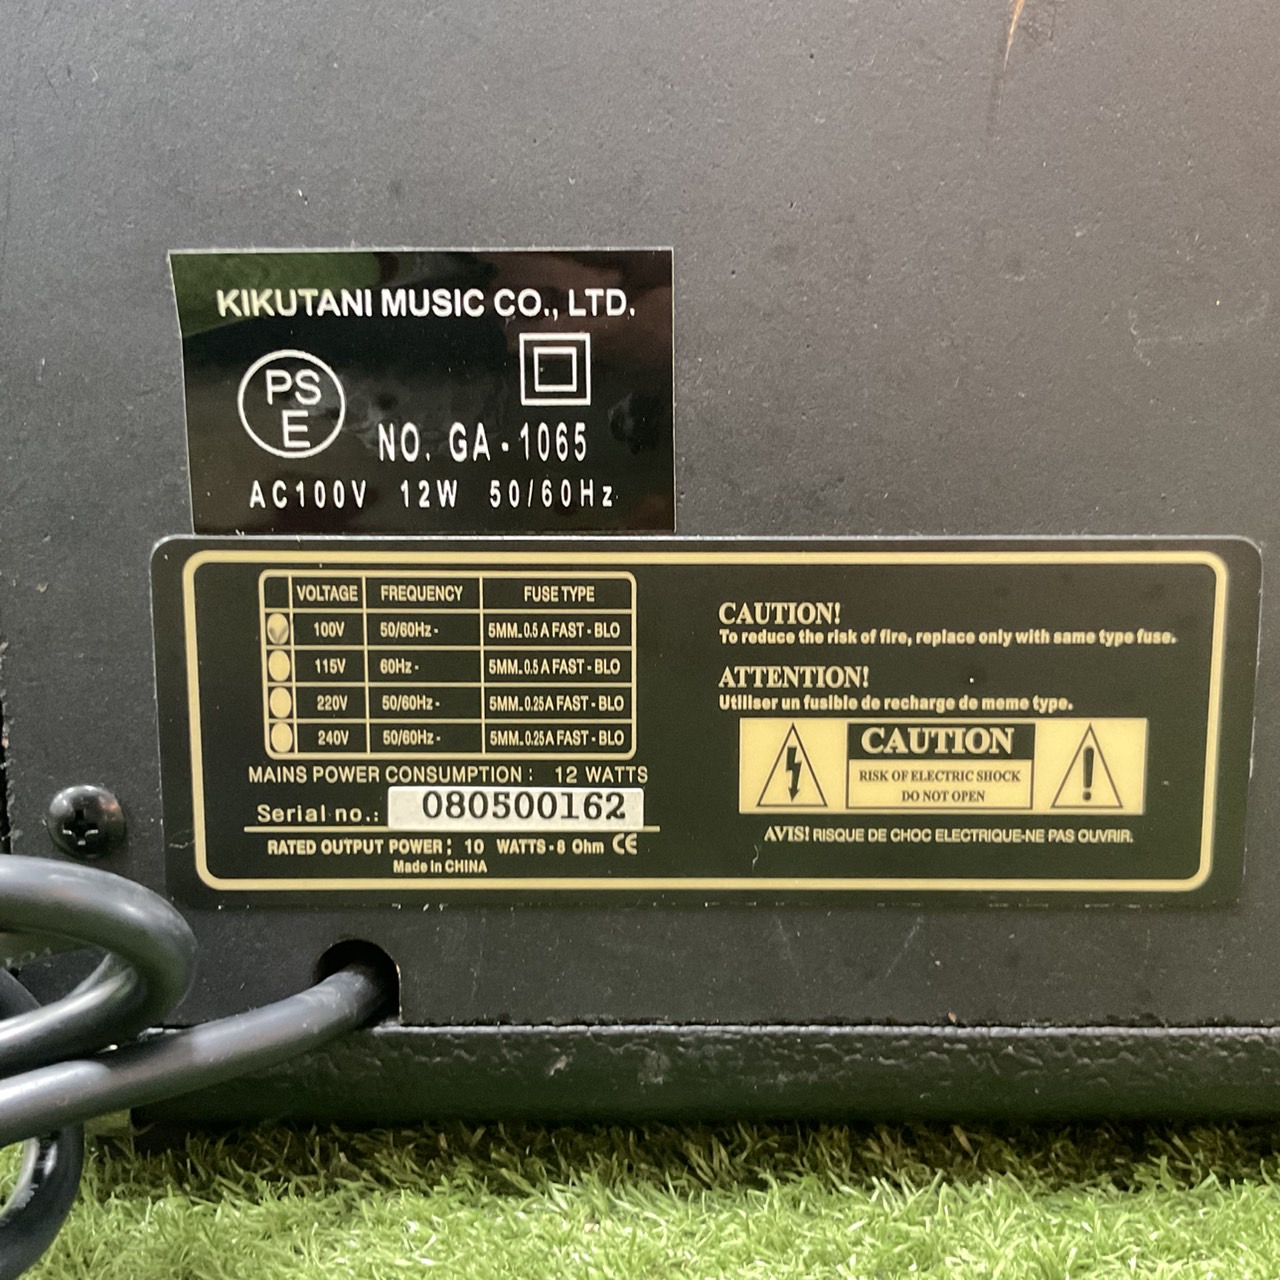 KIKUTANI MUSIC CO., LTD.
PS
E
NO. GA-1065
AC100V 12W 50/60Hz
VOLTAGE FREQUENCY FUSE TYPE
100V 50/60Hz- 5MM.0.5 A FAST-BLO
115V 60Hz- 5MM.0.5 A FAST-BLO
220V 50/60Hz- 5MM.0.25A FAST-BLO
240V 50/60Hz- 5MM.0.25A FAST-BLO
MAINS POWER CONSUMPTION: 12 WATTS
Serial no.: 080500162
RATED OUTPUT POWER: 10 WATTS-8 Ohm CE
Made in CHINA
CAUTION!
To reduce the risk of fire, replace only with same type fuse.
ATTENTION!
Utiliser un fusible de recharge de meme type.
CAUTION
RISK OF ELECTRIC SHOCK
DO NOT OPEN
AVIS! RISQUE DE CHOC ELECTRIQUE-NE PAS OUVRIR.